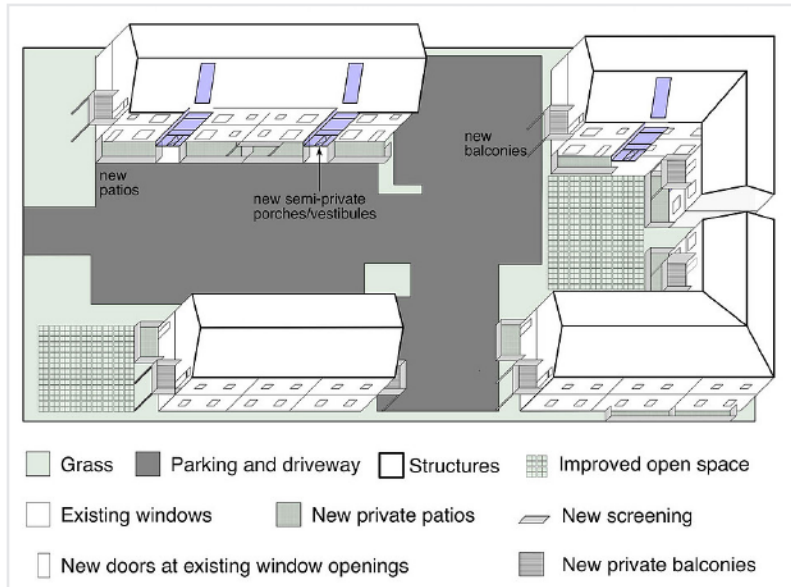 new
balconies
new
patios
new semi-private
porches/vestibules
Grass
Parking and driveway
Structures
Improved open space
Existing windows
New private patios
New screening
New doors at existing window openings
New private balconies